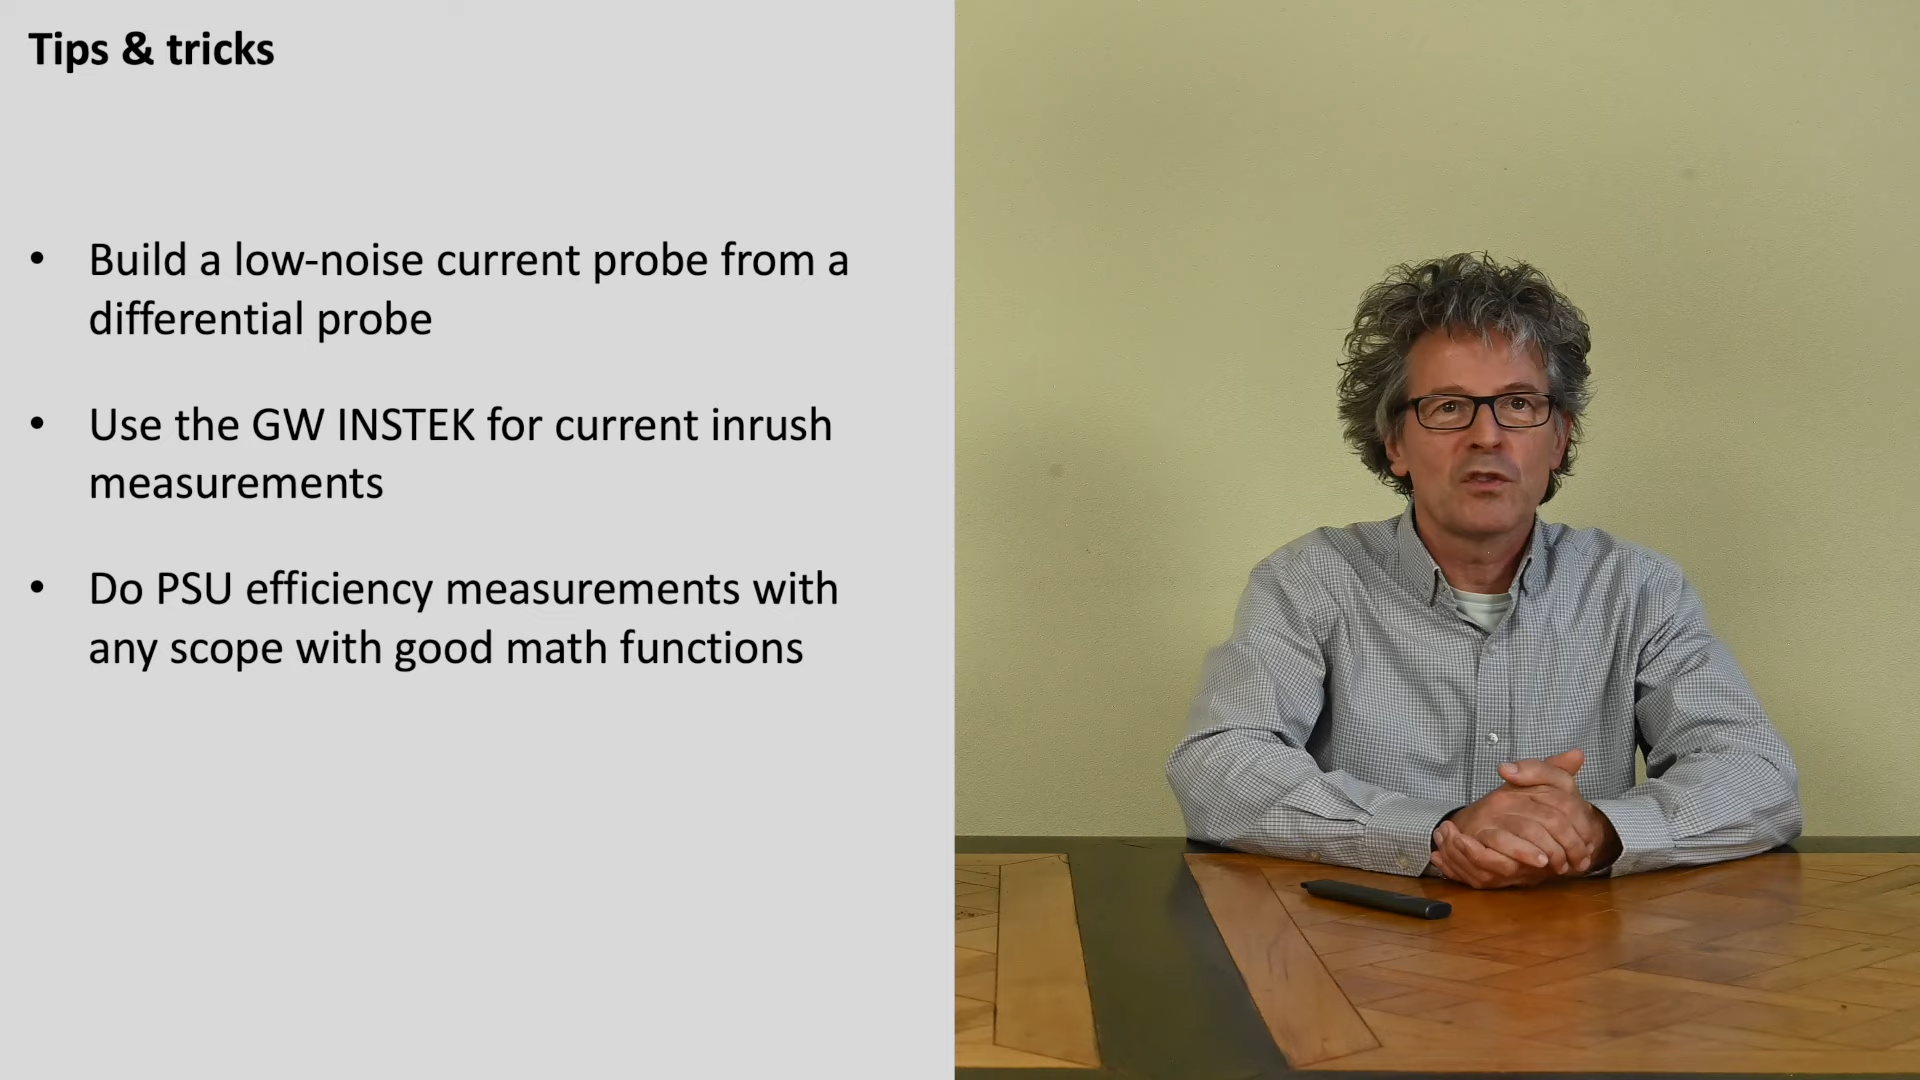 Tips & tricks
• Build a low-noise current probe from a
differential probe
• Use the GW INSTEK for current inrush
measurements
• Do PSU efficiency measurements with
any scope with good math functions